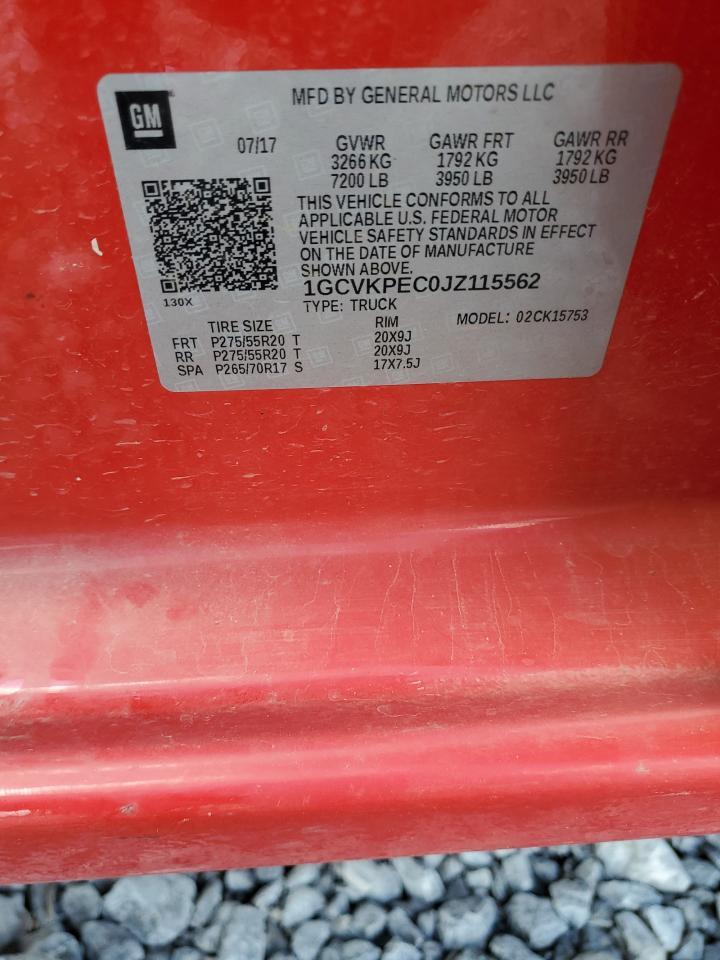 GM
MFD BY GENERAL MOTORS LLC
07/17 GVWR GAWR FRT GAWR RR
3266 KG 1792 KG 1792 KG
7200 LB 3950 LB 3950 LB
THIS VEHICLE CONFORMS TO ALL
APPLICABLE U.S. FEDERAL MOTOR
VEHICLE SAFETY STANDARDS IN EFFECT
ON THE DATE OF MANUFACTURE
SHOWN ABOVE.
130X
1GCVKPEC0JZ115562
TYPE: TRUCK
MODEL: 02CK15753
TIRE SIZE RIM
FRT P275/55R20 T 20X9J
RR P275/55R20 T 20X9J
SPA P265/70R17 S 17X7.5J